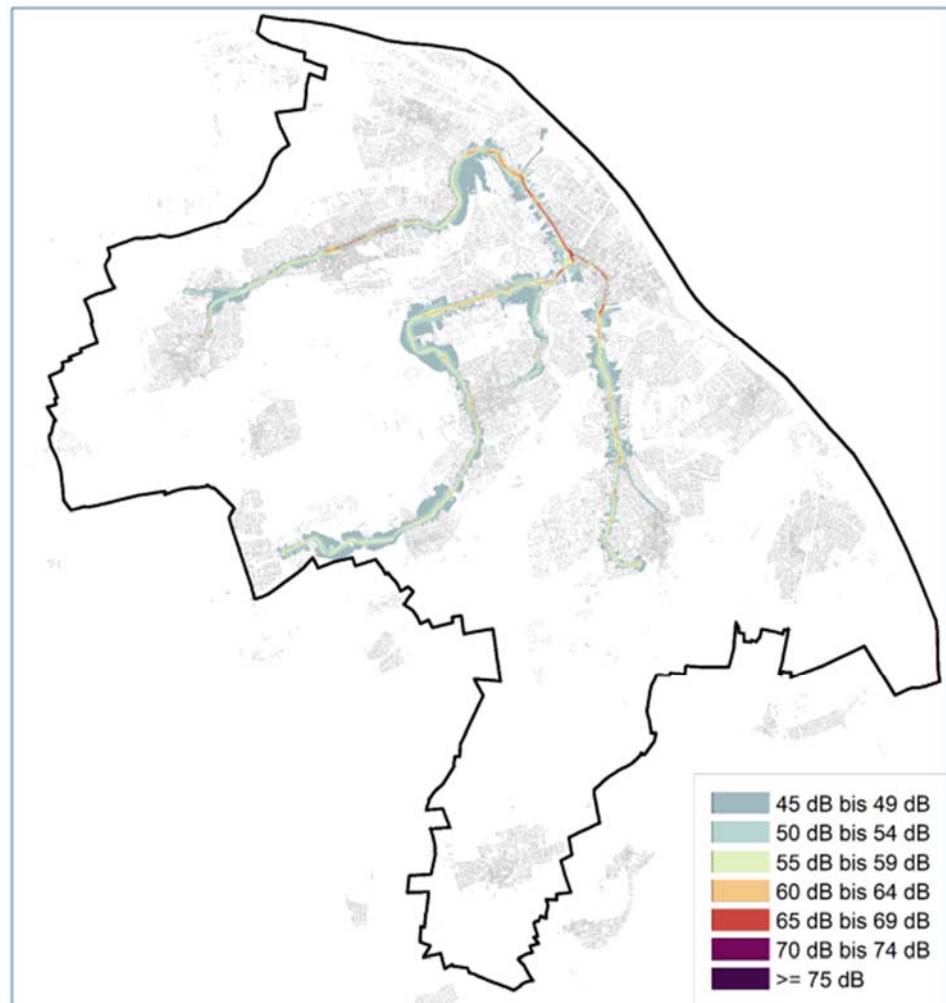 45 dB bis 49 dB
50 dB bis 54 dB
55 dB bis 59 dB
60 dB bis 64 dB
65 dB bis 69 dB
70 dB bis 74 dB
>= 75 dB